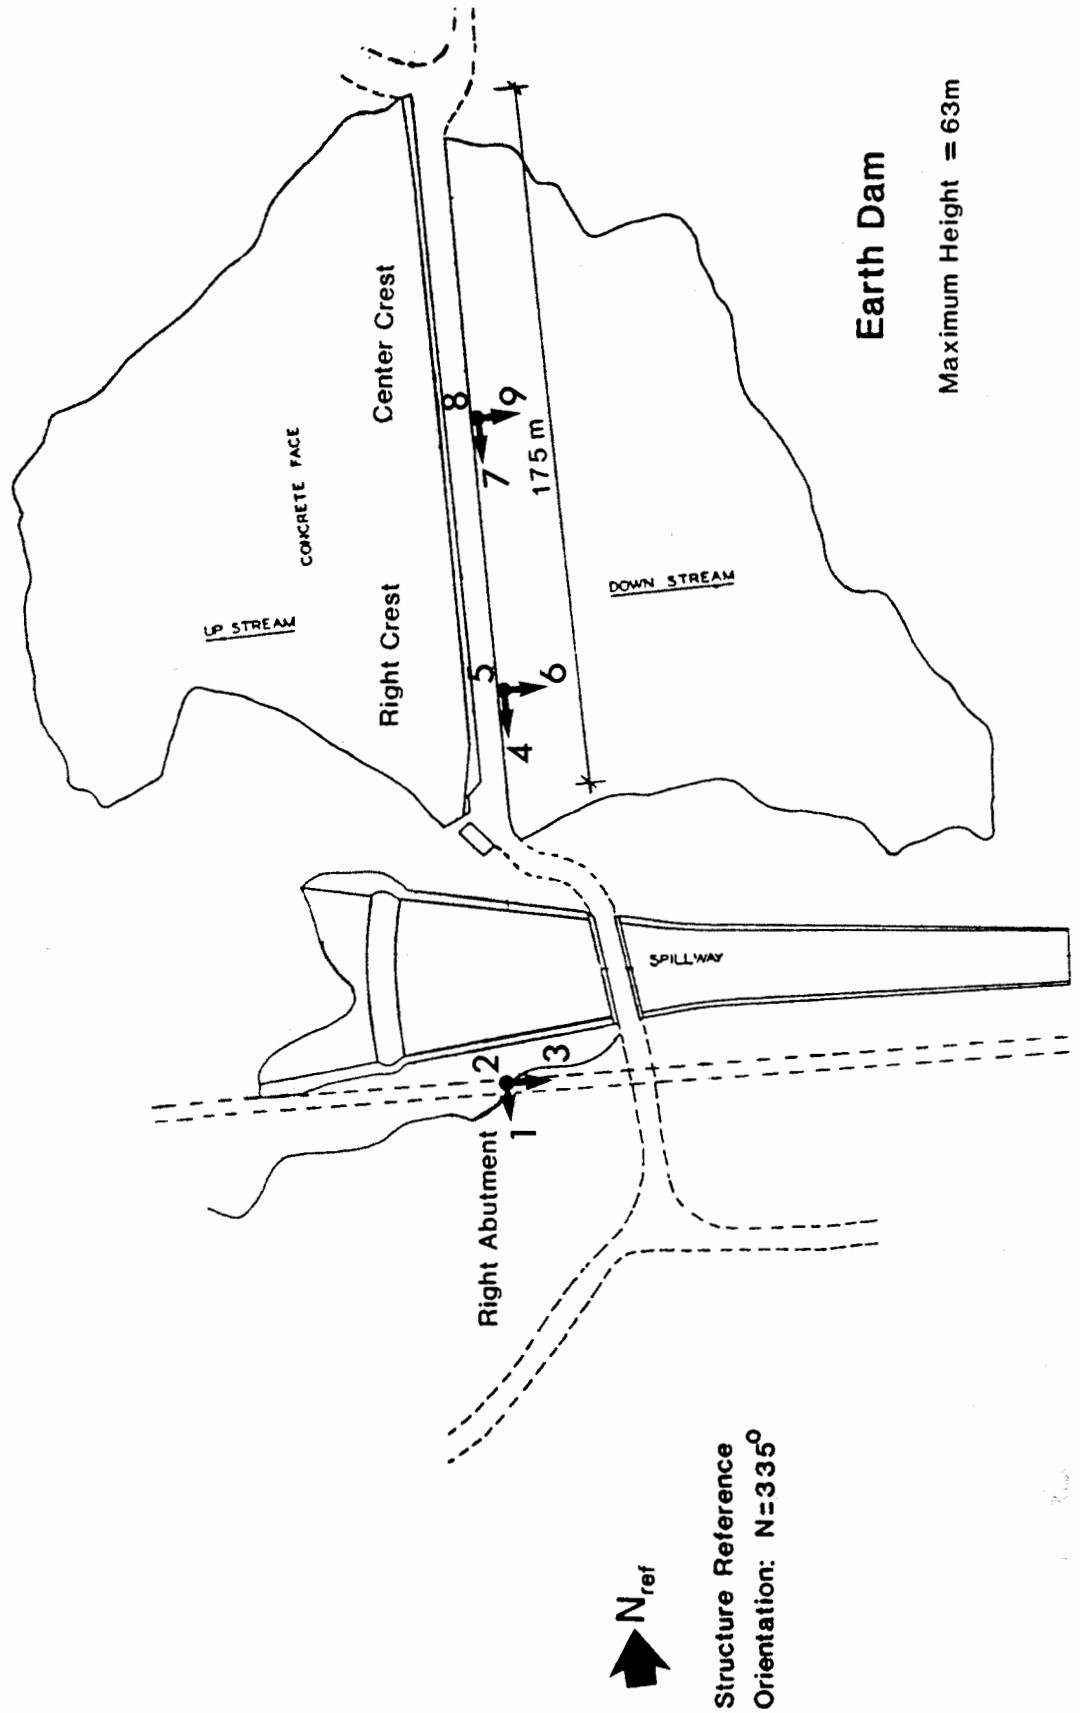 UP STREAM
CONCRETE FACE
Right Crest
Center Crest
5
4
6
8
7
9
175 m
DOWN STREAM
Earth Dam
Maximum Height = 63m
SPILLWAY
2
1
3
Right Abutment
Nref
Structure Reference
Orientation: N=335°